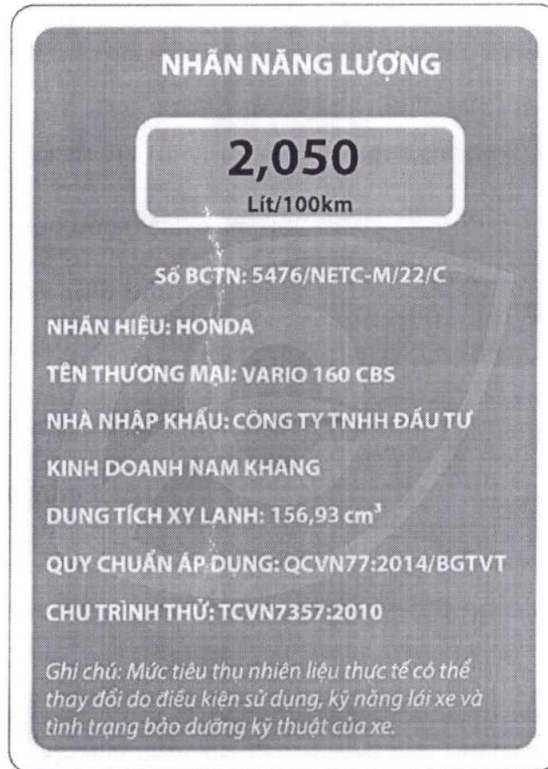 NHÃN NĂNG LƯỢNG
2,050
Lít/100km
Số BCTN: 5476/NETC-M/22/C
NHÃN HIỆU: HONDA
TÊN THƯƠNG MẠI: VARIO 160 CBS
NHÀ NHẬP KHẨU: CÔNG TY TNHH ĐẦU TƯ
KINH DOANH NAM KHANG
DUNG TÍCH XY LANH: 156,93 cm³
QUY CHUẨN ÁP DỤNG: QCVN77:2014/BGTVT
CHU TRÌNH THỬ: TCVN7357:2010
Ghi chú: Mức tiêu thụ nhiên liệu thực tế có thể
thay đổi do điều kiện sử dụng, kỹ năng lái xe và
tình trạng bảo dưỡng kỹ thuật của xe.